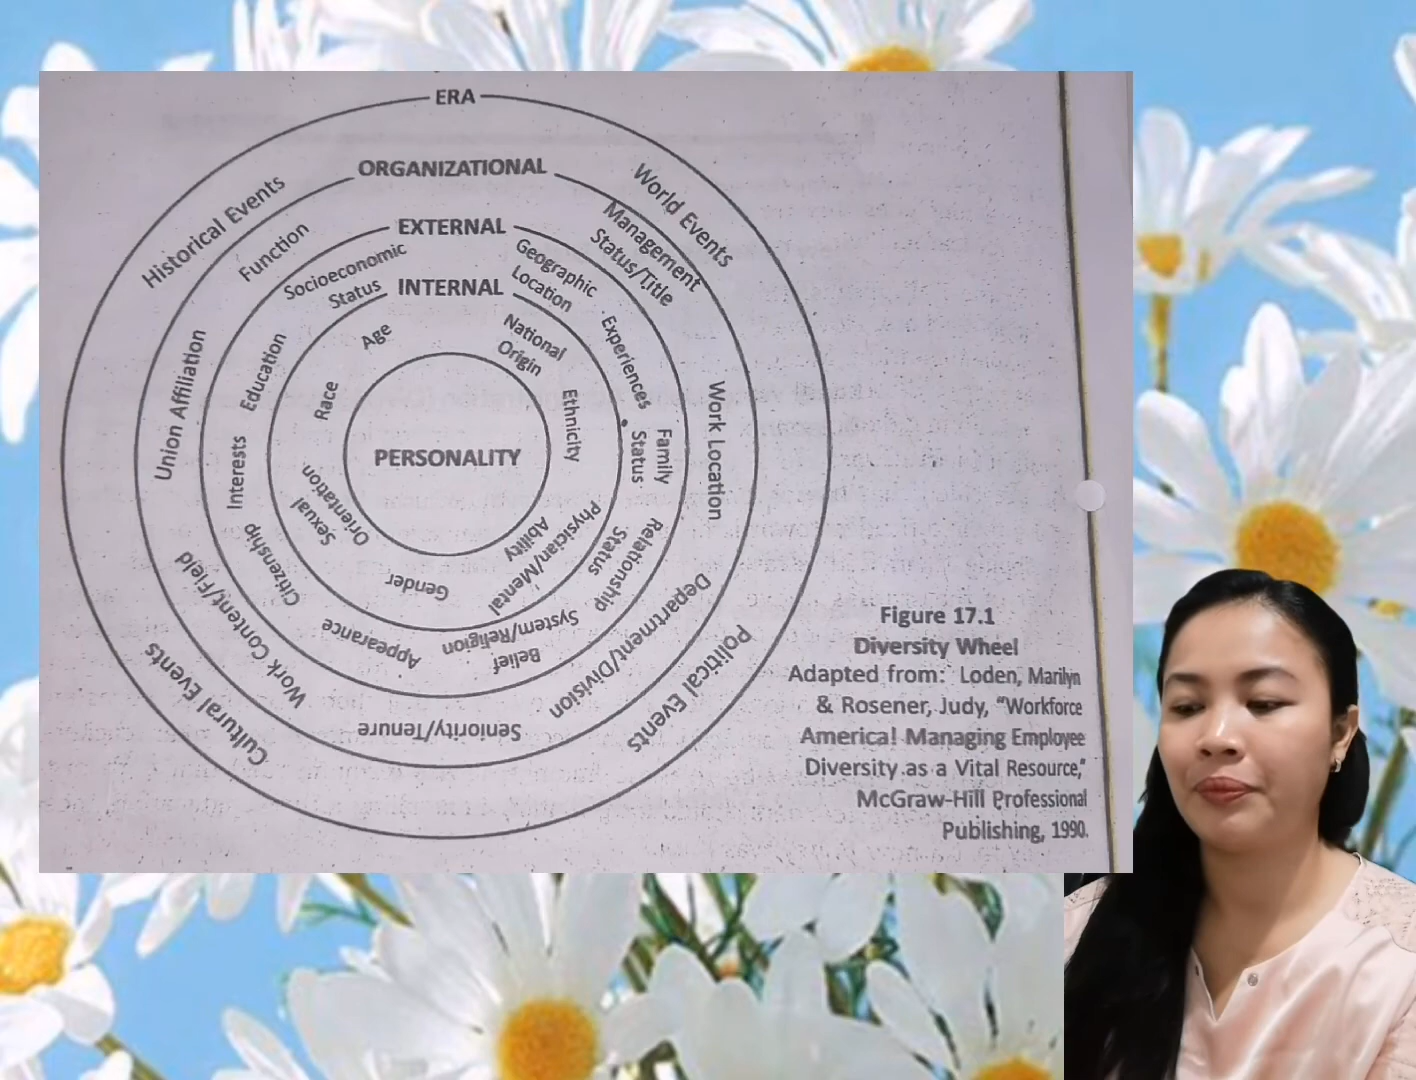 ERA
Historical Events
World Events
Political Events
Cultural Events
ORGANIZATIONAL
Function
Management
Status/Title
Work Location
Department/Division
Seniority/Tenure
Work Content/Field
Union Affiliation
EXTERNAL
Socioeconomic
Status
Geographic
Location
Experiences
Family
Status
Relationship
Status
Belief
System/Religion
Appearance
Citizenship
Interests
Education
INTERNAL
Age
National
Origin
Ethnicity
Physician/Mental
Ability
Gender
Sexual
Orientation
Race
PERSONALITY
Figure 17.1
Diversity Wheel
Adapted from: Loden, Marilyn
& Rosener, Judy, “Workforce
America! Managing Employee
Diversity as a Vital Resource,”
McGraw-Hill Professional
Publishing, 1990.